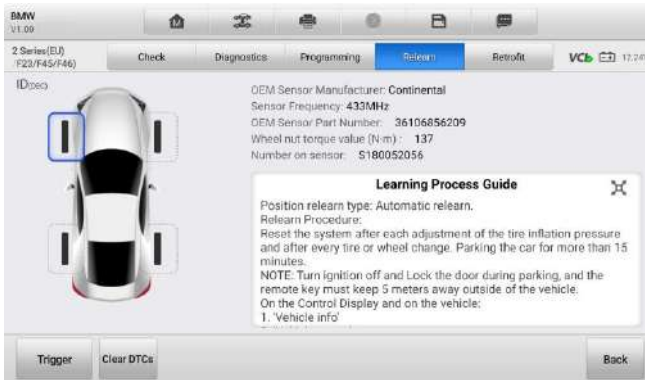 BMW
V1.00
2 Series(EU)
(F23/F45/F46)
Check
Diagnostics
Programming
Relearn
Retrofit
VCb
ID(DEC)
OEM Sensor Manufacturer: Continental
Sensor Frequency: 433MHz
OEM Sensor Part Number: 36106856209
Wheel nut torque value (N·m) : 137
Number on sensor: S180052056
Learning Process Guide
Position relearn type: Automatic relearn.
Relearn Procedure:
Reset the system after each adjustment of the tire inflation pressure
and after every tire or wheel change. Parking the car for more than 15
minutes.
NOTE: Turn ignition off and Lock the door during parking, and the
remote key must keep 5 meters away outside of the vehicle.
On the Control Display and on the vehicle:
1. 'Vehicle info'
Trigger
Clear DTCs
Back